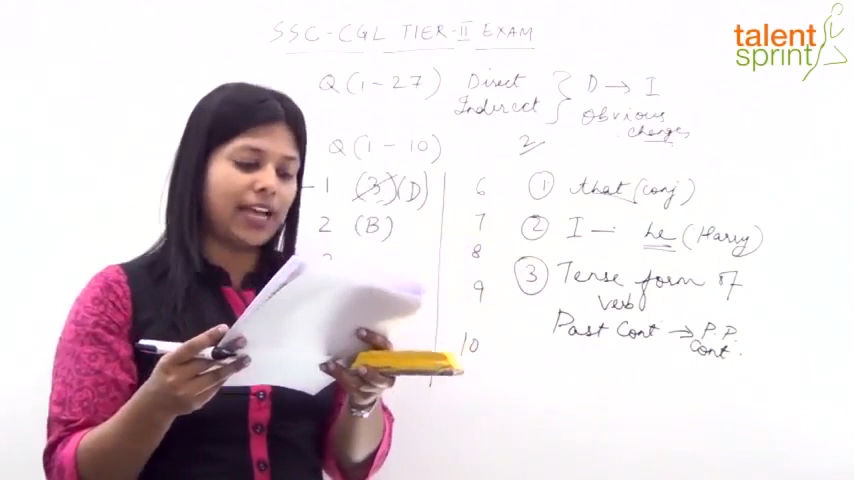 SSC-CGL TIER-II EXAM
talent
sprint
Q(1-27) Direct D → I
Indirect Obvious
changes
Q(1-10) 2
1 (3)(D)
2 (B)
6
7
8
9
10
① that (conj)
② I — he (Harry)
③ Tense form of
verb
Past Cont → P.P.
Cont.